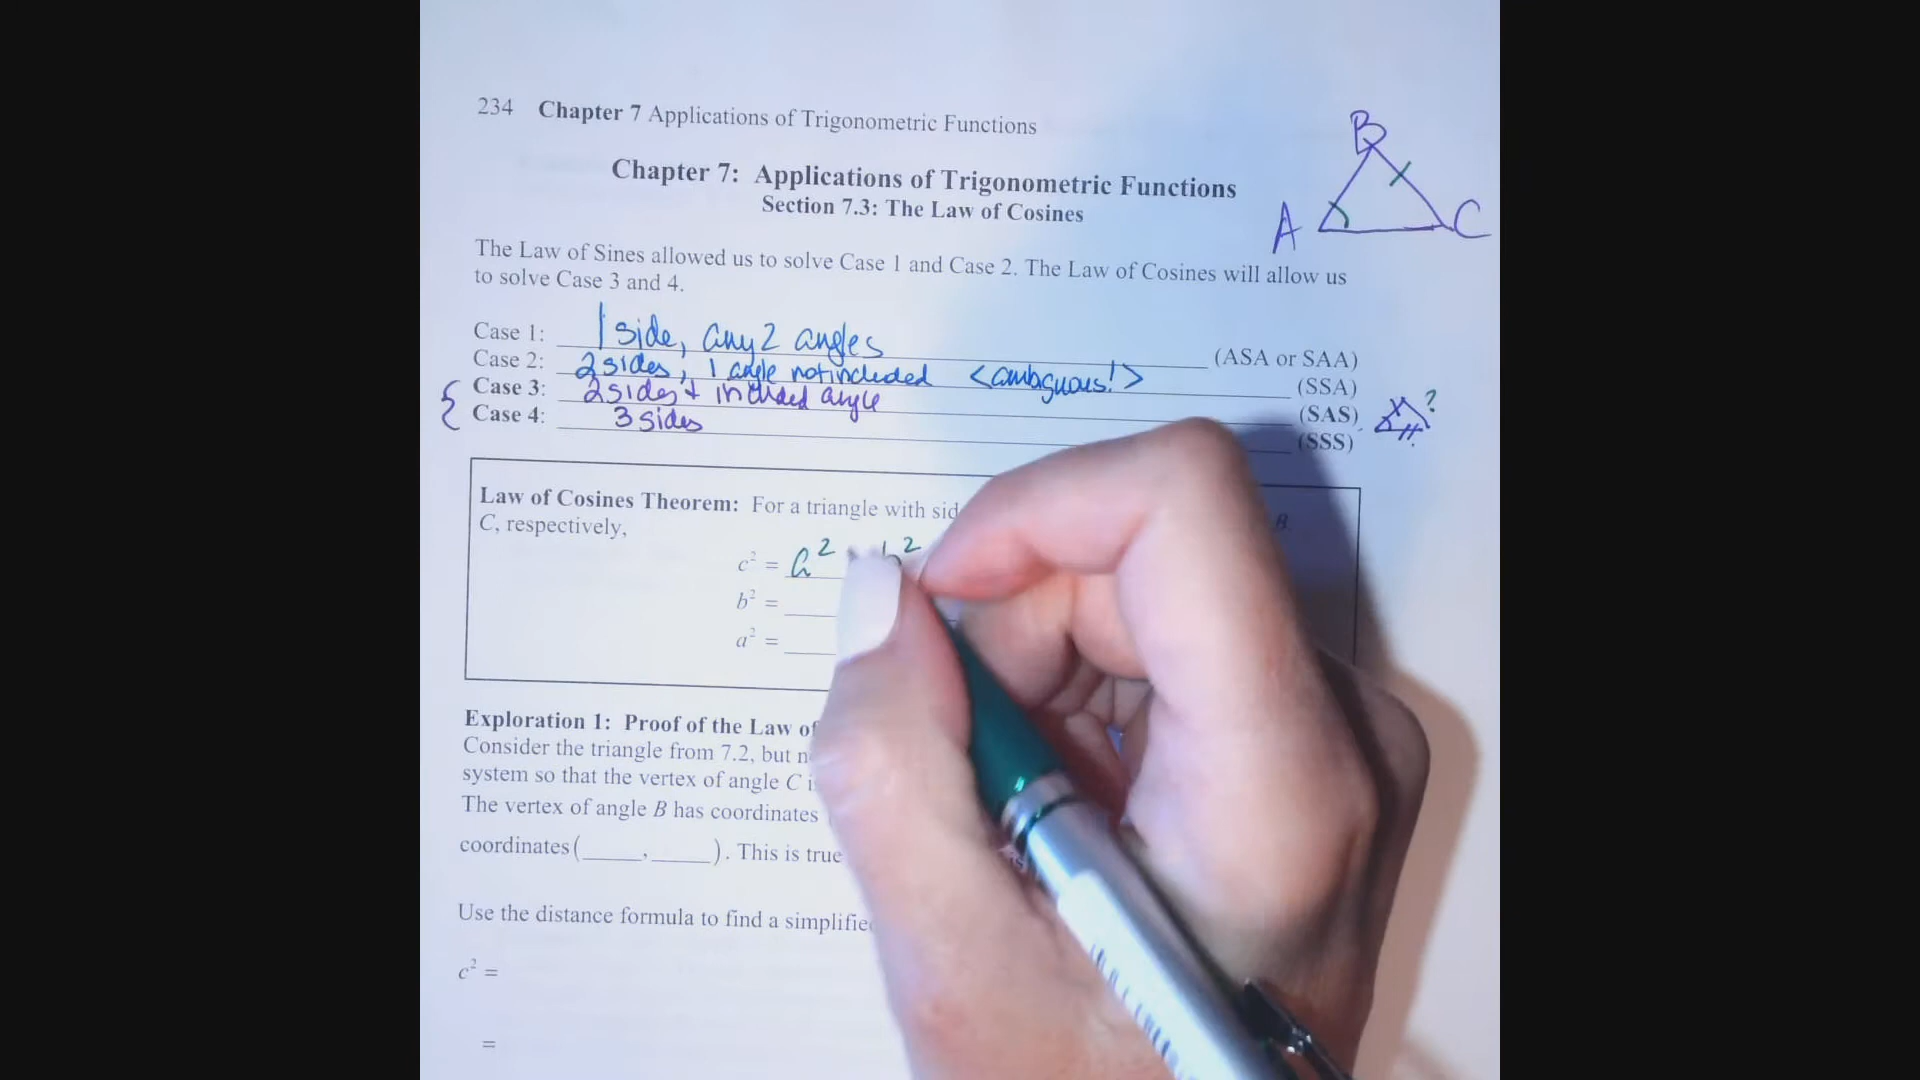 234 Chapter 7 Applications of Trigonometric Functions
B
Chapter 7: Applications of Trigonometric Functions
Section 7.3: The Law of Cosines
A C
The Law of Sines allowed us to solve Case 1 and Case 2. The Law of Cosines will allow us
to solve Case 3 and 4.
Case 1: 1 side, any 2 angles (ASA or SAA)
Case 2: 2 sides, 1 angle not included <ambiguous!> (SSA)
Case 3: 2 sides + included angle (SAS) ?
Case 4: 3 sides (SSS)
Law of Cosines Theorem: For a triangle with B
C, respectively,
c² = a² b²
b² =
a² =
Exploration 1: Proof of the Law
Consider the triangle from 7.2, but
system so that the vertex of angle C
The vertex of angle B has coordinates
coordinates (_____,_____). This is true
Use the distance formula to find a
c² =
=